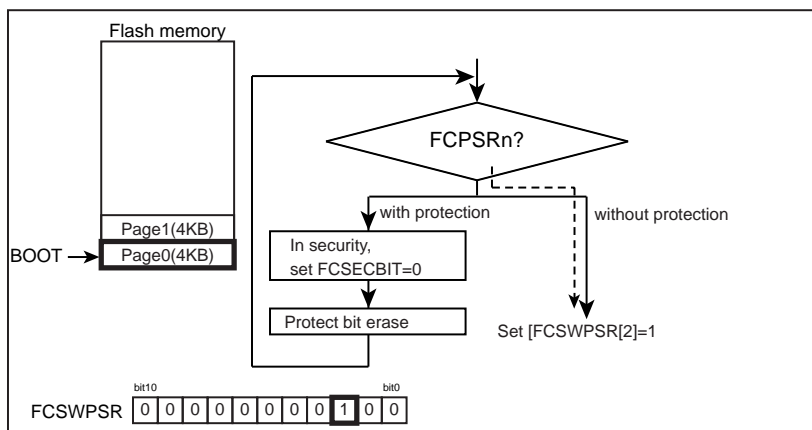 Flash memory
FCPSRn?
with protection
without protection
Page1(4KB)
BOOT
Page0(4KB)
In security,
set FCSECBIT=0
Protect bit erase
Set [FCSWPSR[2]=1
bit10
bit0
FCSWPSR
0 0 0 0 0 0 0 0 1 0 0